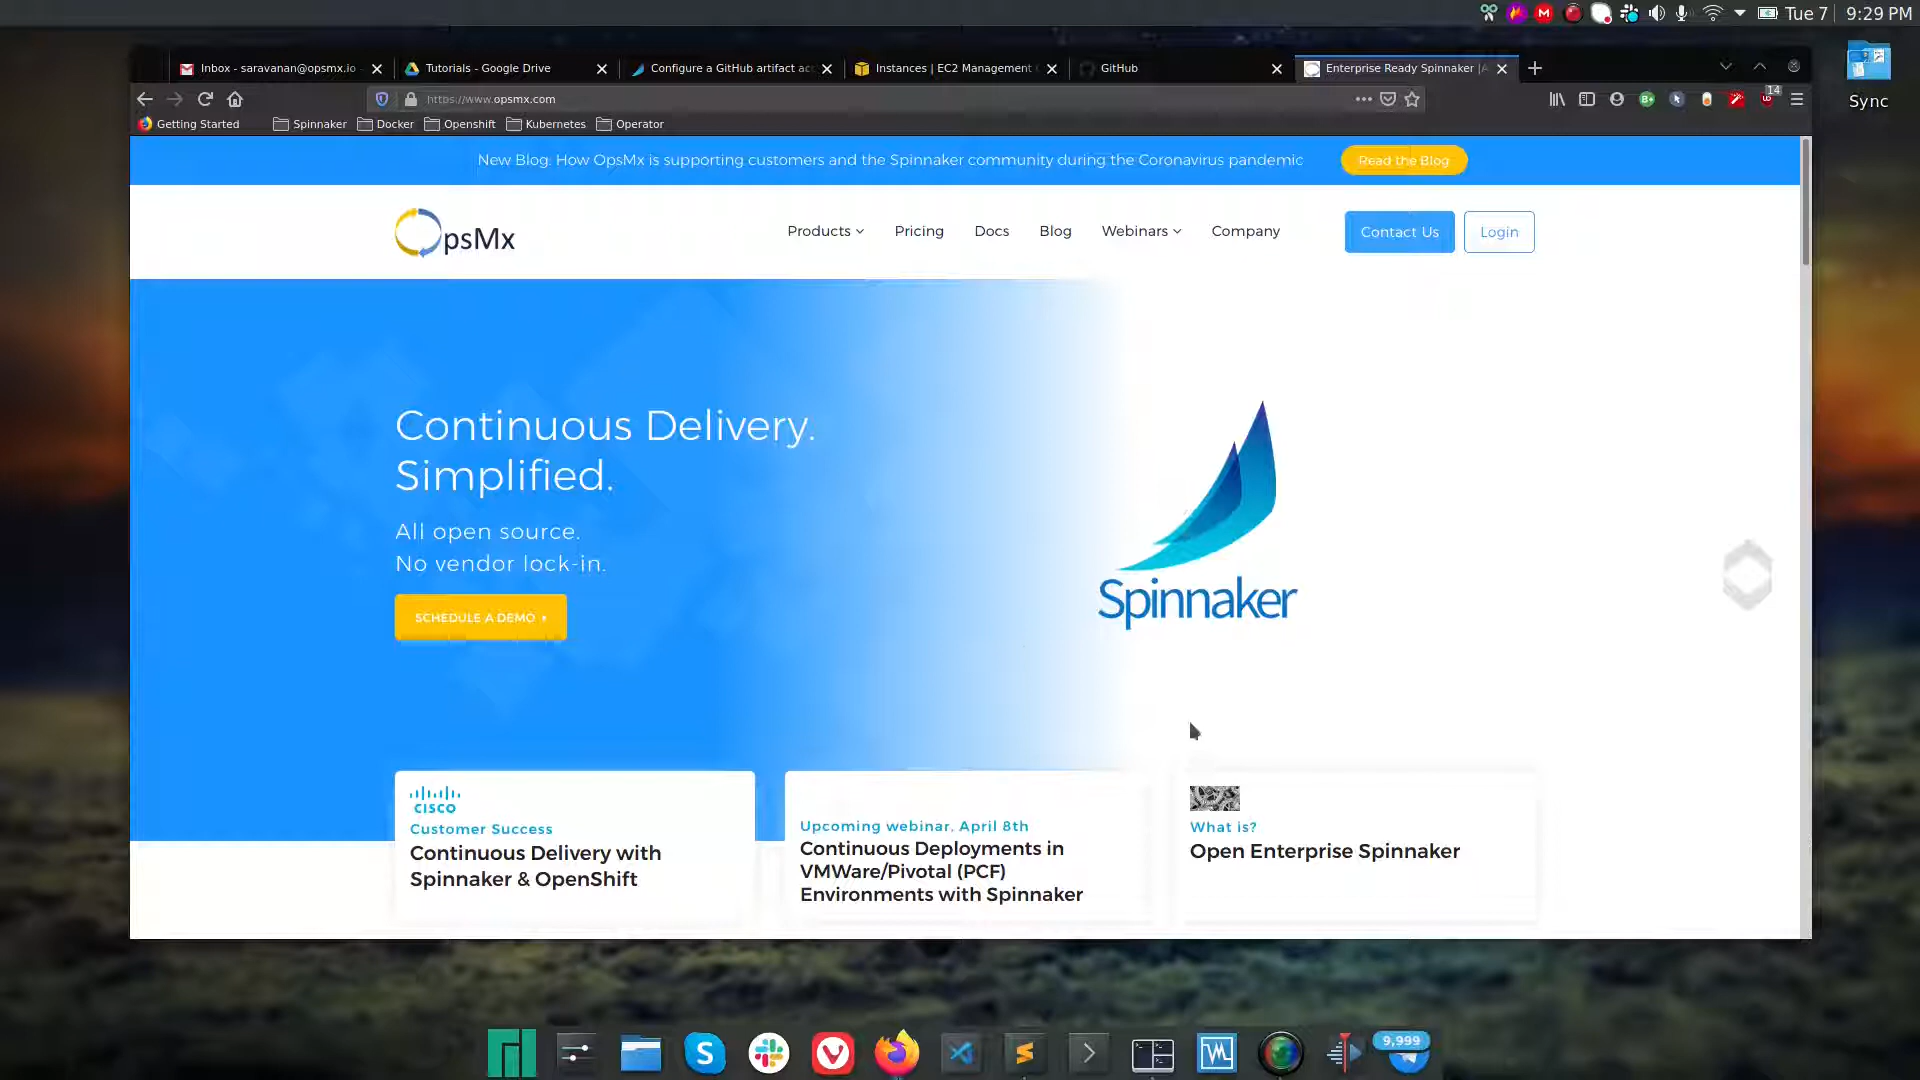 Tue 7
9:29 PM
Inbox - saravanan@opsmx.io -
Tutorials - Google Drive
Configure a GitHub artifact acc
Instances | EC2 Management C
GitHub
Enterprise Ready Spinnaker | A
https://www.opsmx.com
14
Sync
Getting Started
Spinnaker
Docker
Openshift
Kubernetes
Operator
New Blog: How OpsMx is supporting customers and the Spinnaker community during the Coronavirus pandemic
Read the Blog
OpsMx
Products
Pricing
Docs
Blog
Webinars
Company
Contact Us
Login
Continuous Delivery.
Simplified.
All open source.
No vendor lock-in.
SCHEDULE A DEMO
Spinnaker
CISCO
Customer Success
Continuous Delivery with
Spinnaker & OpenShift
Upcoming webinar, April 8th
Continuous Deployments in
VMWare/Pivotal (PCF)
Environments with Spinnaker
What is?
Open Enterprise Spinnaker
9,999